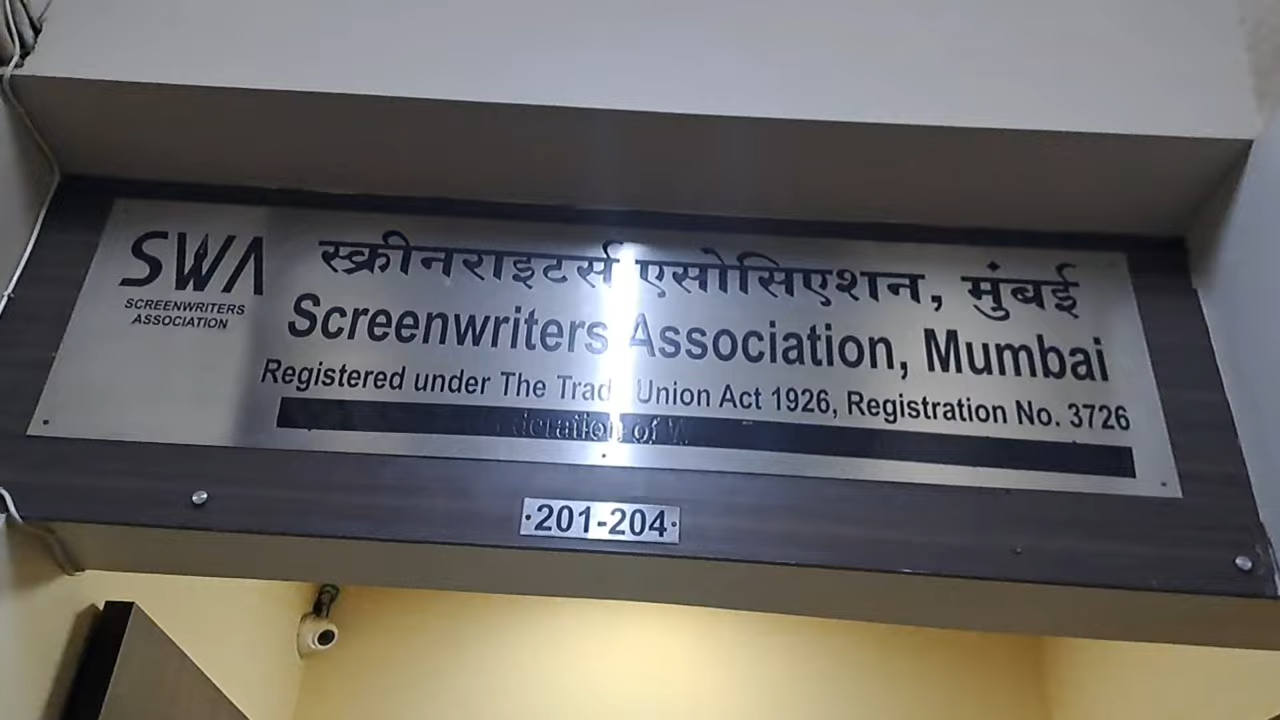 SWA
SCREENWRITERS
ASSOCIATION
स्क्रीनराइटर्स एसोसिएशन, मुंबई
Screenwriters Association, Mumbai
Registered under The Trade Union Act 1926, Registration No. 3726
of
201-204